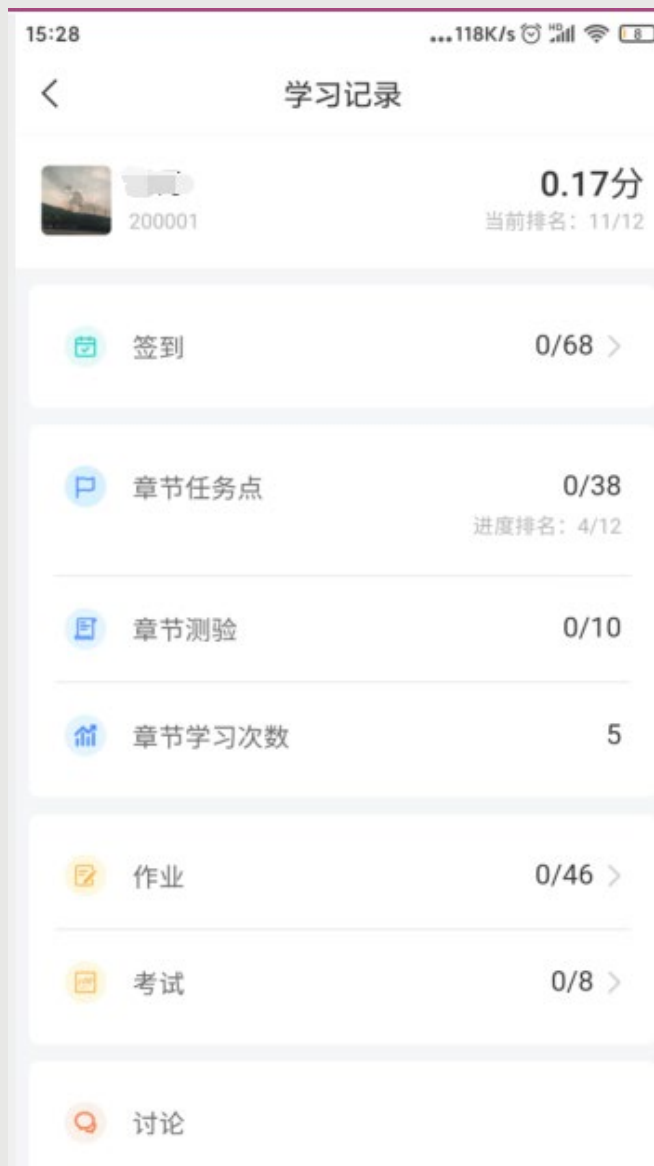 15:28
...118K/s HD 8
学习记录
0.17分
200001
当前排名：11/12
签到
0/68
章节任务点
0/38
进度排名：4/12
章节测验
0/10
章节学习次数
5
作业
0/46
考试
0/8
讨论